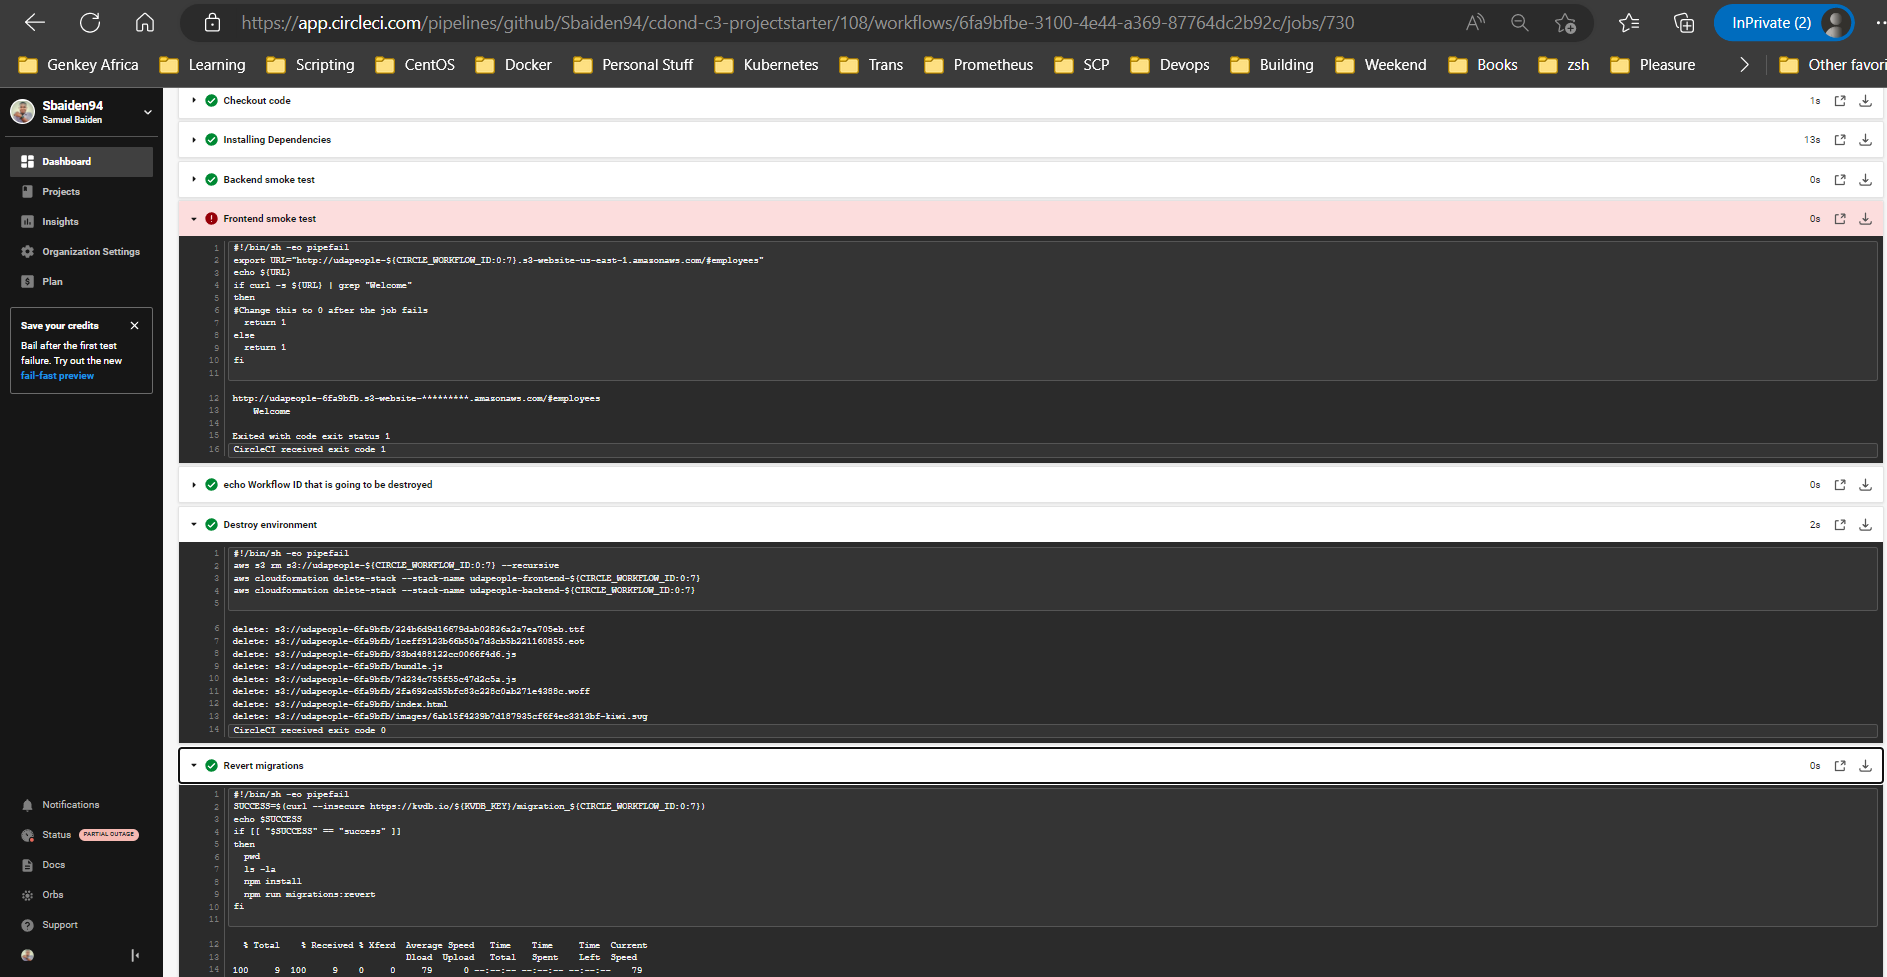 https://app.circleci.com/pipelines/github/Sbaiden94/cdond-c3-projectstarter/108/workflows/6fa9bfbe-3100-4e44-a369-87764dc2b92c/jobs/730
InPrivate (2)
Genkey Africa Learning Scripting CentOS Docker Personal Stuff Kubernetes Trans Prometheus SCP Devops Building Weekend Books zsh Pleasure Other favori
Sbaiden94
Samuel Baiden
Dashboard
Projects
Insights
Organization Settings
Plan
Save your credits
Bail after the first test
failure. Try out the new
fail-fast preview
Notifications
Status PARTIAL OUTAGE
Docs
Orbs
Support
Checkout code 1s
Installing Dependencies 13s
Backend smoke test 0s
Frontend smoke test 0s
1 #!/bin/sh -eo pipefail
2 export URL="http://udapeople-${CIRCLE_WORKFLOW_ID:0:7}.s3-website-us-east-1.amazonaws.com/#employees"
3 echo ${URL}
4 if curl -s ${URL} | grep "Welcome"
5 then
6 #Change this to 0 after the job fails
7 return 1
8 else
9 return 1
10 fi
11
12 http://udapeople-6fa9bfb.s3-website-*********.amazonaws.com/#employees
13 Welcome
14
15 Exited with code exit status 1
16 CircleCI received exit code 1
echo Workflow ID that is going to be destroyed 0s
Destroy environment 2s
1 #!/bin/sh -eo pipefail
2 aws s3 rm s3://udapeople-${CIRCLE_WORKFLOW_ID:0:7} --recursive
3 aws cloudformation delete-stack --stack-name udapeople-frontend-${CIRCLE_WORKFLOW_ID:0:7}
4 aws cloudformation delete-stack --stack-name udapeople-backend-${CIRCLE_WORKFLOW_ID:0:7}
5
6 delete: s3://udapeople-6fa9bfb/224b6d9d16679dab02826a2a7ea705eb.ttf
7 delete: s3://udapeople-6fa9bfb/1ceff9123b66b50a7d3cb5b221160855.eot
8 delete: s3://udapeople-6fa9bfb/33bd488122cc0066f4d6.js
9 delete: s3://udapeople-6fa9bfb/bundle.js
10 delete: s3://udapeople-6fa9bfb/7d234c755f55c47d2c5a.js
11 delete: s3://udapeople-6fa9bfb/2fa692cd55bfc83c228c0ab271e4388c.woff
12 delete: s3://udapeople-6fa9bfb/index.html
13 delete: s3://udapeople-6fa9bfb/images/6ab15f4239b7d187935cf6f4ec3313bf-kiwi.svg
14 CircleCI received exit code 0
Revert migrations 0s
1 #!/bin/sh -eo pipefail
2 SUCCESS=$(curl --insecure https://kvdb.io/${KVDB_KEY}/migration_${CIRCLE_WORKFLOW_ID:0:7})
3 echo $SUCCESS
4 if [[ "$SUCCESS" == "success" ]]
5 then
6 pwd
7 ls -la
8 npm install
9 npm run migrations:revert
10 fi
11
12 % Total % Received % Xferd Average Speed Time Time Time Current
13 Dload Upload Total Spent Left Speed
14 100 9 100 9 0 0 79 0 --:--:-- --:--:-- --:--:-- 79